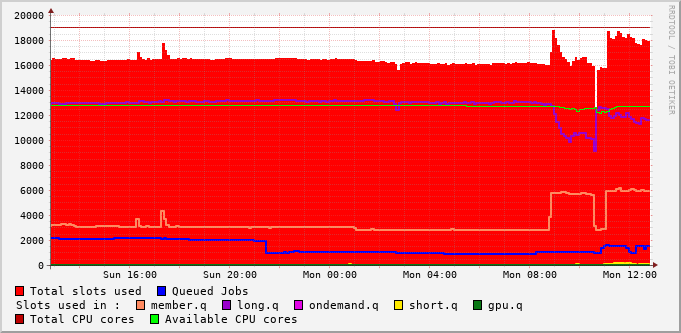 RRDTOOL / TOBI OETIKER
20000
18000
16000
14000
12000
10000
8000
6000
4000
2000
0
Sun 16:00 Sun 20:00 Mon 00:00 Mon 04:00 Mon 08:00 Mon 12:00
Total slots used Queued Jobs
Slots used in : member.q long.q ondemand.q short.q gpu.q
Total CPU cores Available CPU cores